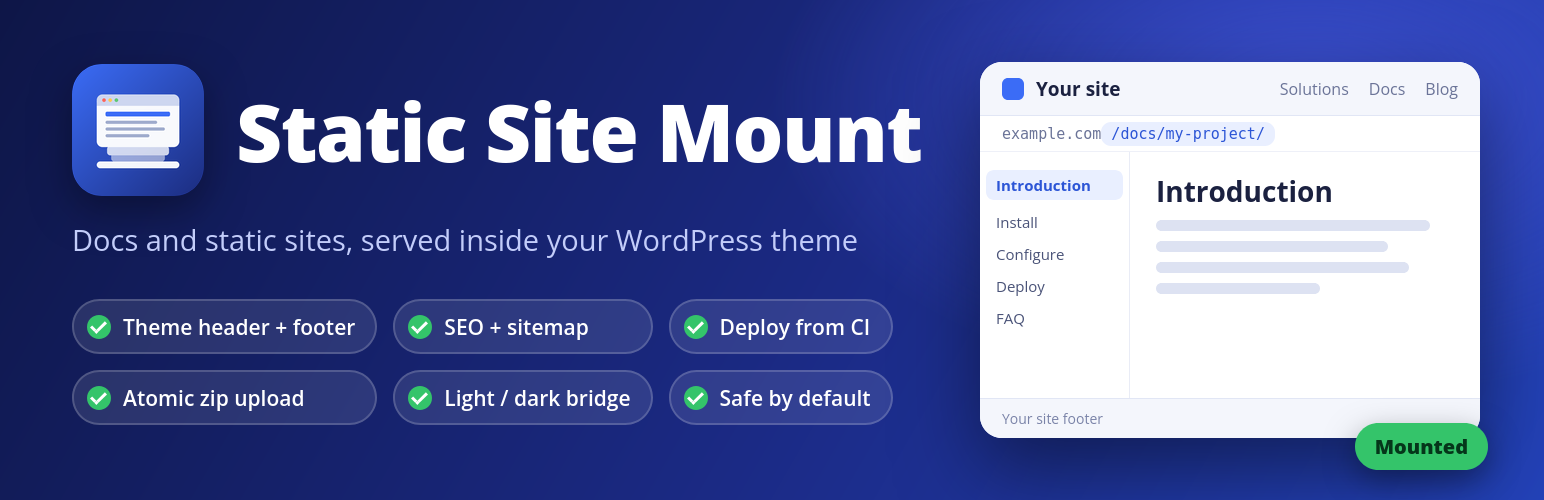 Static Site Mount
Docs and static sites, served inside your WordPress theme
Theme header + footer
SEO + sitemap
Deploy from CI
Atomic zip upload
Light / dark bridge
Safe by default
Your site
Solutions Docs Blog
example.com /docs/my-project/
Introduction
Install
Configure
Deploy
FAQ
Introduction
Your site footer
Mounted